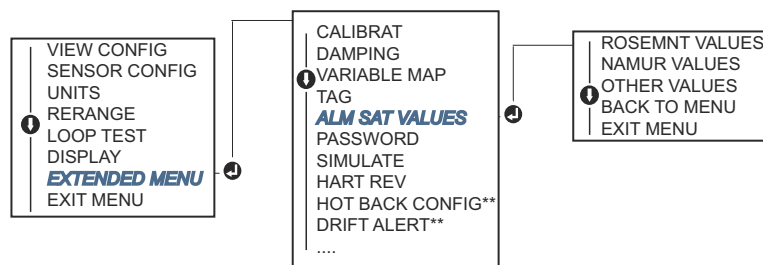 VIEW CONFIG
SENSOR CONFIG
UNITS
RERANGE
LOOP TEST
DISPLAY
EXTENDED MENU
EXIT MENU
CALIBRAT
DAMPING
VARIABLE MAP
TAG
ALM SAT VALUES
PASSWORD
SIMULATE
HART REV
HOT BACK CONFIG**
DRIFT ALERT**
....
ROSEMNT VALUES
NAMUR VALUES
OTHER VALUES
BACK TO MENU
EXIT MENU